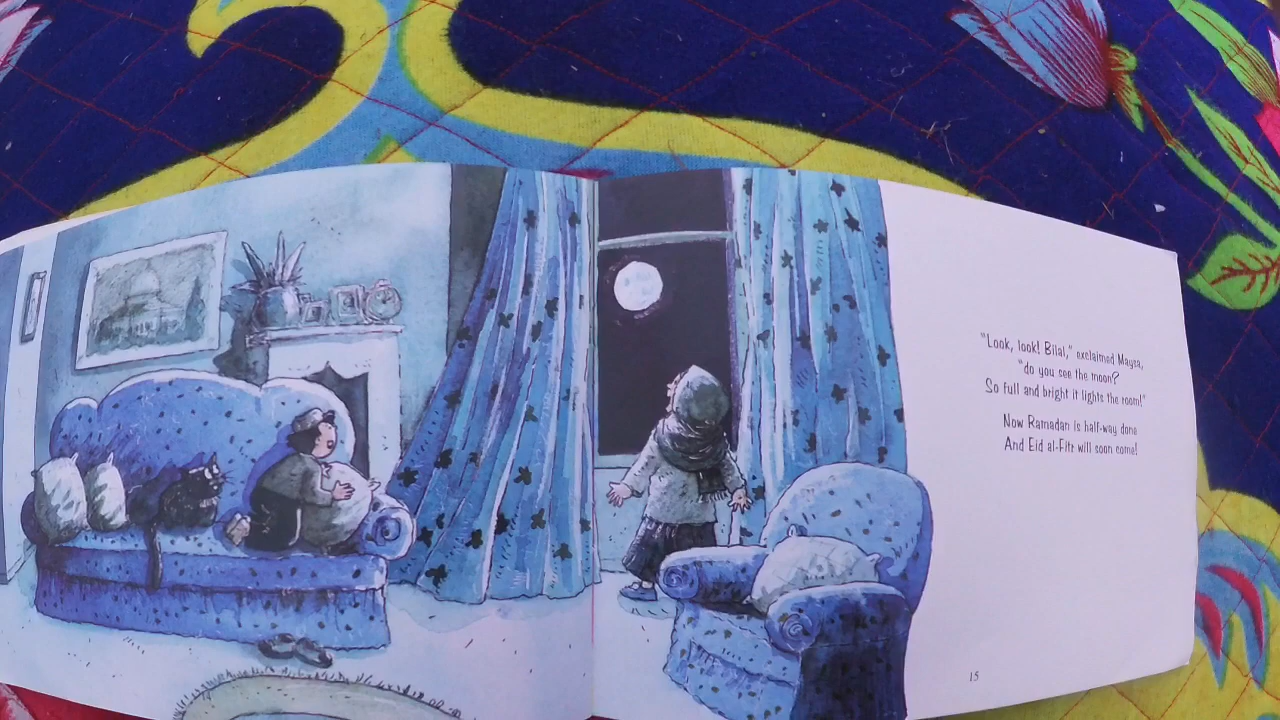 "Look, look! Bilal," exclaimed Maysa,
"do you see the moon?
So full and bright it lights the room!"
Now Ramadan is half-way done
And Eid al-Fitr will soon come!
15